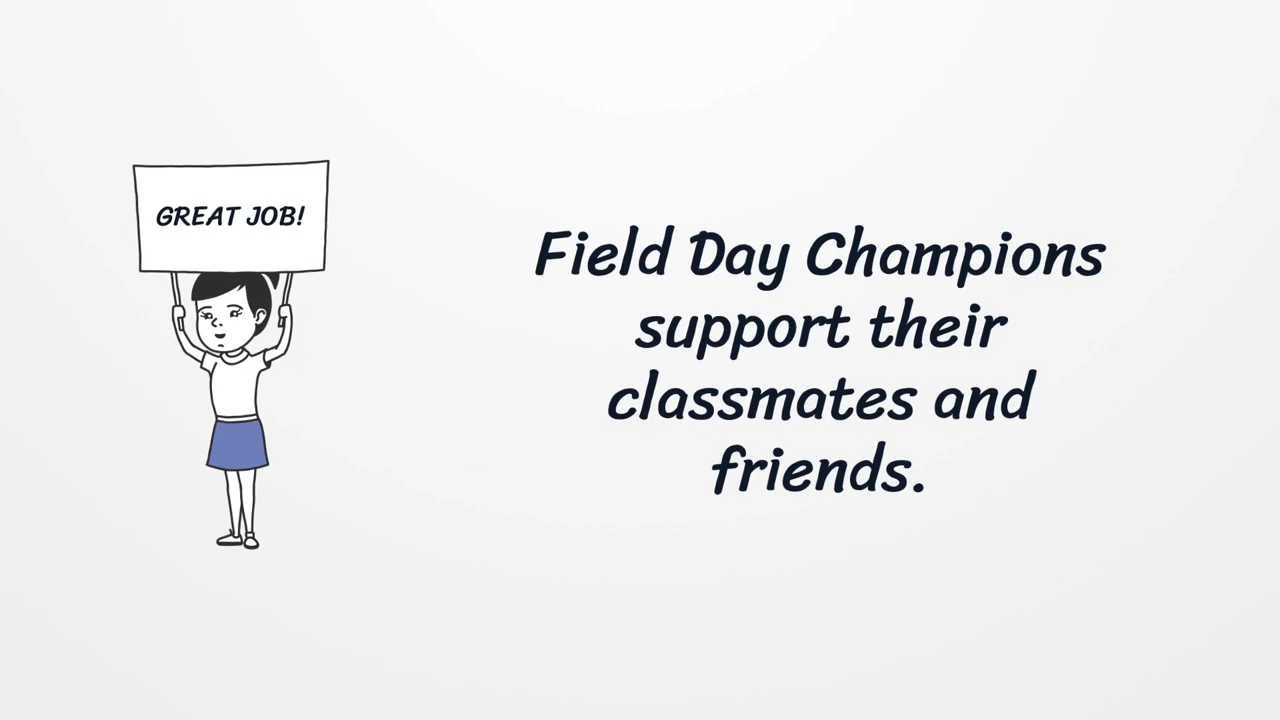 GREAT JOB!
Field Day Champions
support their
classmates and
friends.